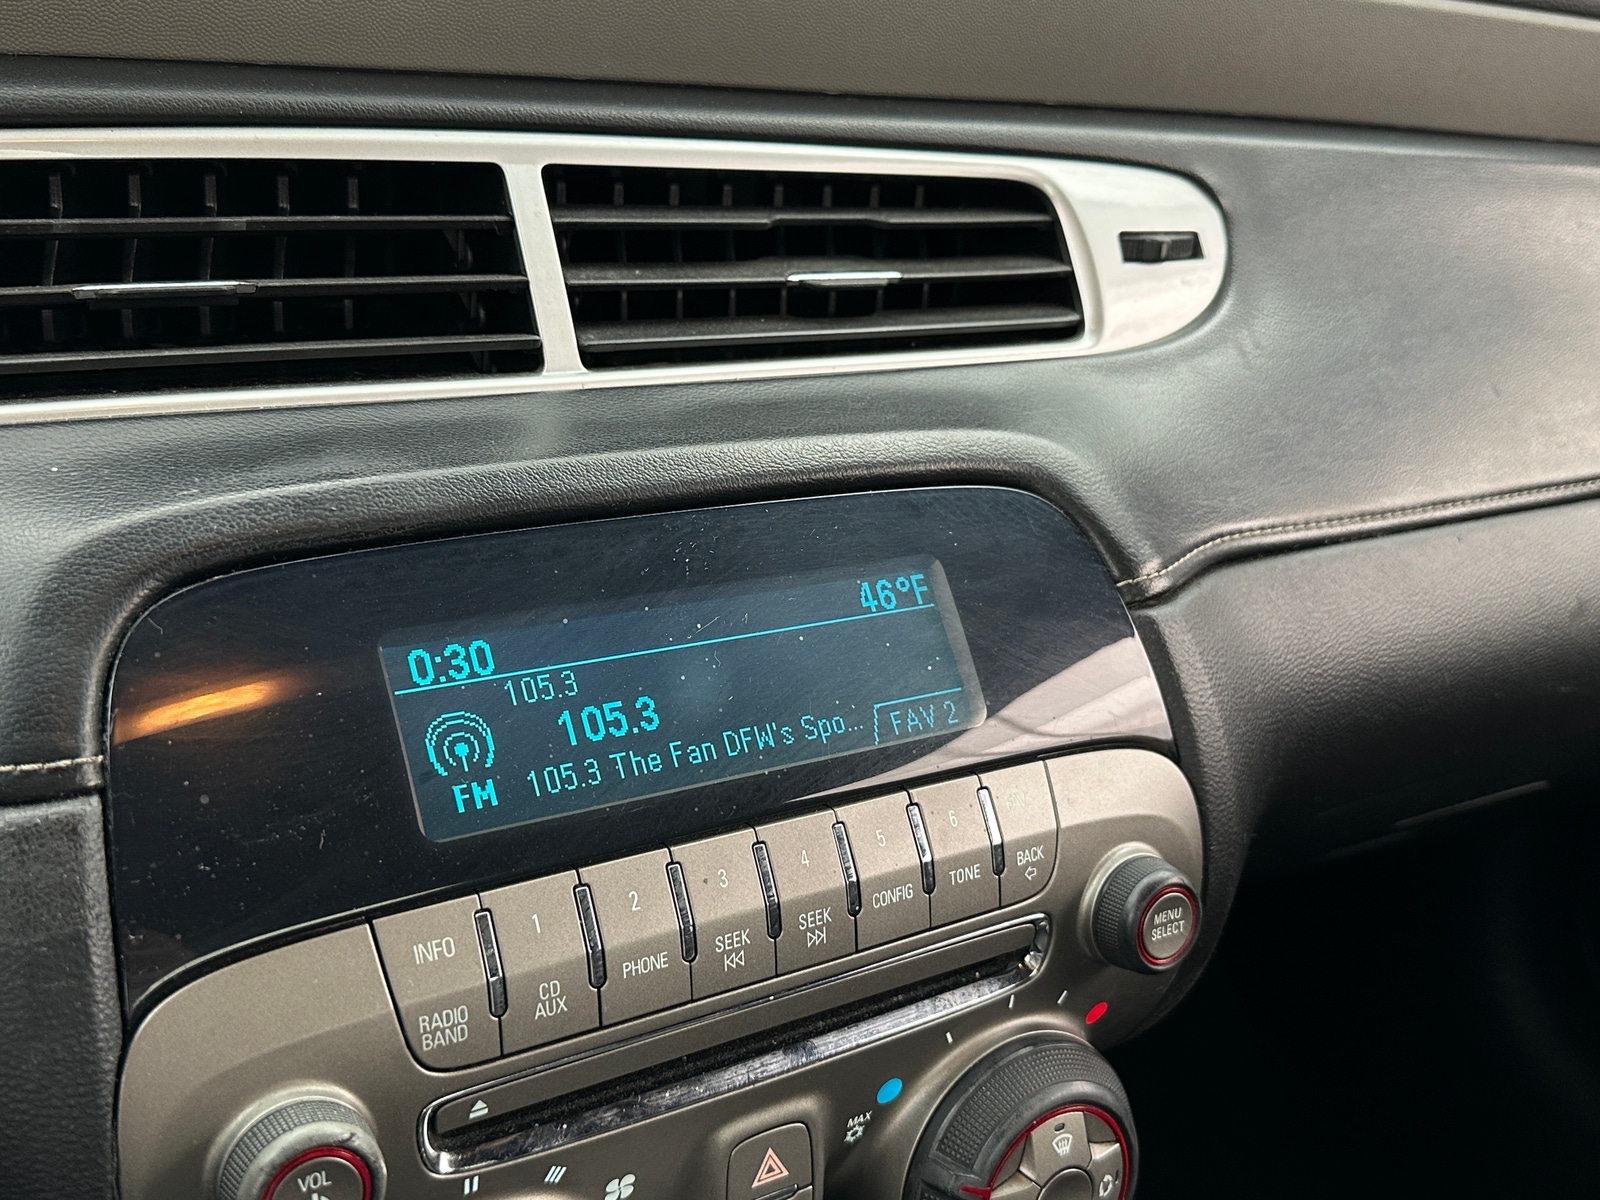 46°F
0:30
105.3
105.3
FM
105.3 The Fan DFW's Spo...
FAV 2
INFO
RADIO
BAND
1
CD
AUX
2
PHONE
3
SEEK
4
SEEK
5
CONFIG
6
TONE
BACK
MENU
SELECT
MAX
VOL